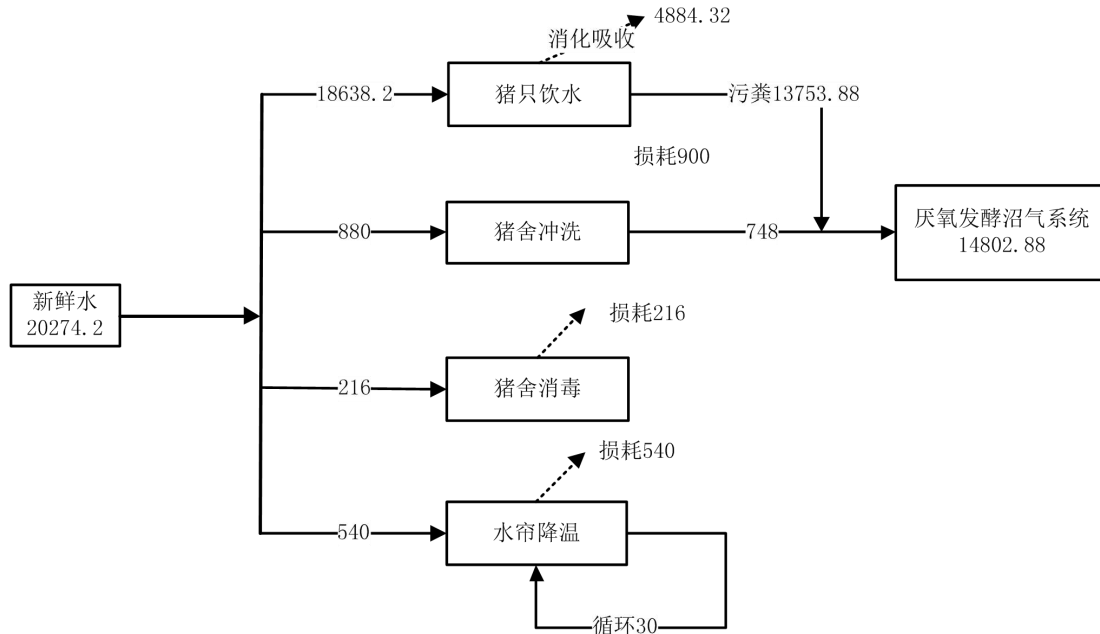 4884.32
消化吸收
18638.2
猪只饮水
污粪13753.88
损耗900
880
猪舍冲洗
748
厌氧发酵沼气系统
14802.88
新鲜水
20274.2
损耗216
216
猪舍消毒
损耗540
540
水帘降温
循环30